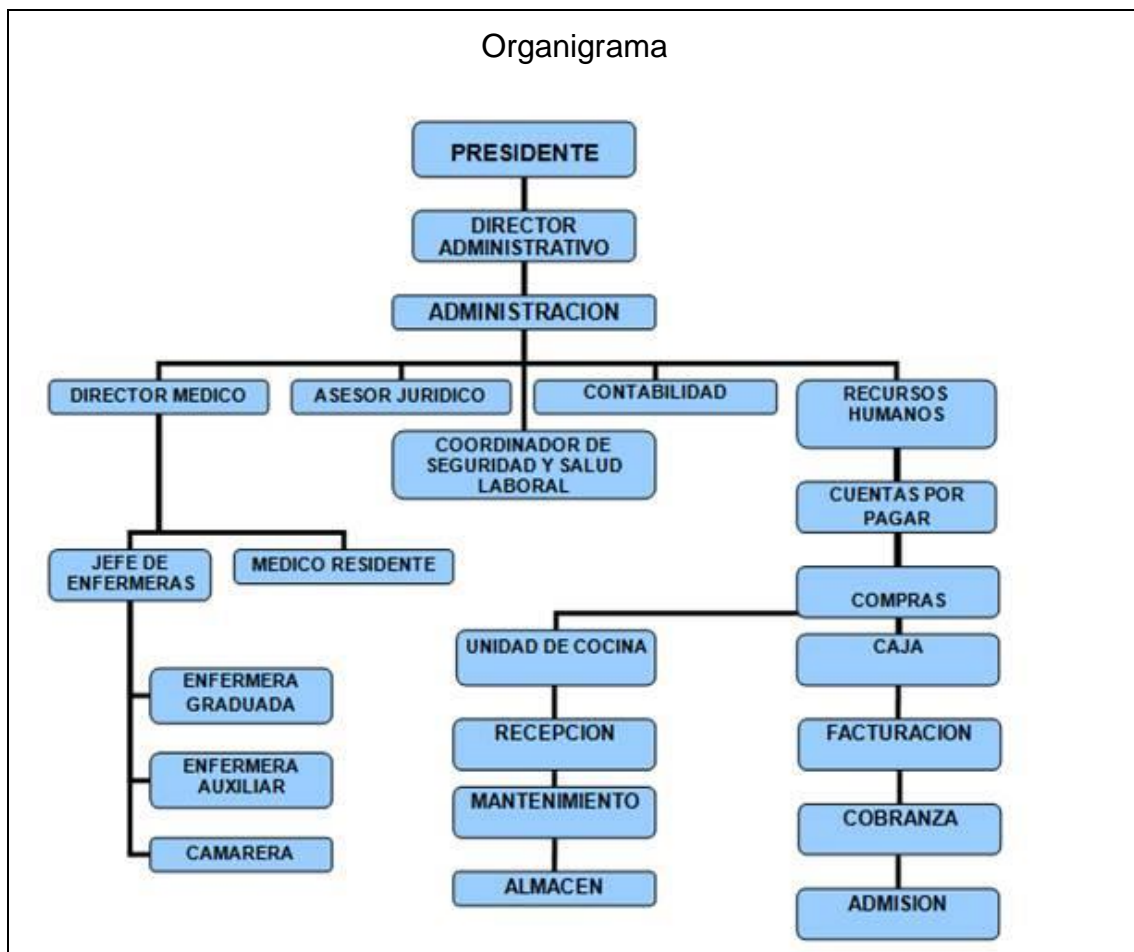 Organigrama
PRESIDENTE
DIRECTOR
ADMINISTRATIVO
ADMINISTRACION
DIRECTOR MEDICO
ASESOR JURIDICO
CONTABILIDAD
RECURSOS
HUMANOS
COORDINADOR DE
SEGURIDAD Y SALUD
LABORAL
CUENTAS POR
PAGAR
JEFE DE
ENFERMERAS
MEDICO RESIDENTE
COMPRAS
UNIDAD DE COCINA
CAJA
ENFERMERA
GRADUADA
RECEPCION
FACTURACION
ENFERMERA
AUXILIAR
MANTENIMIENTO
COBRANZA
CAMARERA
ALMACEN
ADMISION